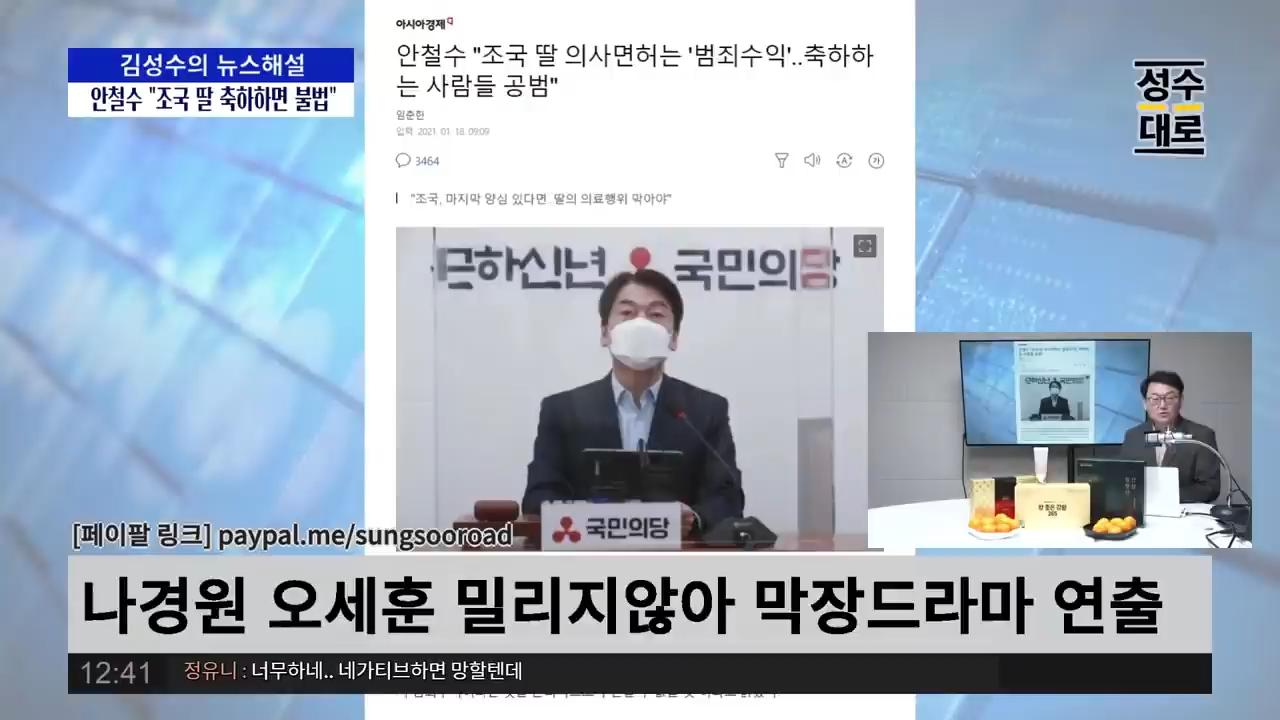 아시아경제
안철수 "조국 딸 의사면허는 '범죄수익'..축하하
는 사람들 공범"
임춘한
입력 2021. 01. 18. 09:09
3464
"조국, 마지막 양심 있다면 딸의 의료행위 막아야"
김성수의 뉴스해설
안철수 "조국 딸 축하하면 불법"
성수
대로
근하신년 국민의당
국민의당
[페이팔 링크] paypal.me/sungsooroad
나경원 오세훈 밀리지않아 막장드라마 연출
12:41 정유니 : 너무하네.. 네가티브하면 망할텐데